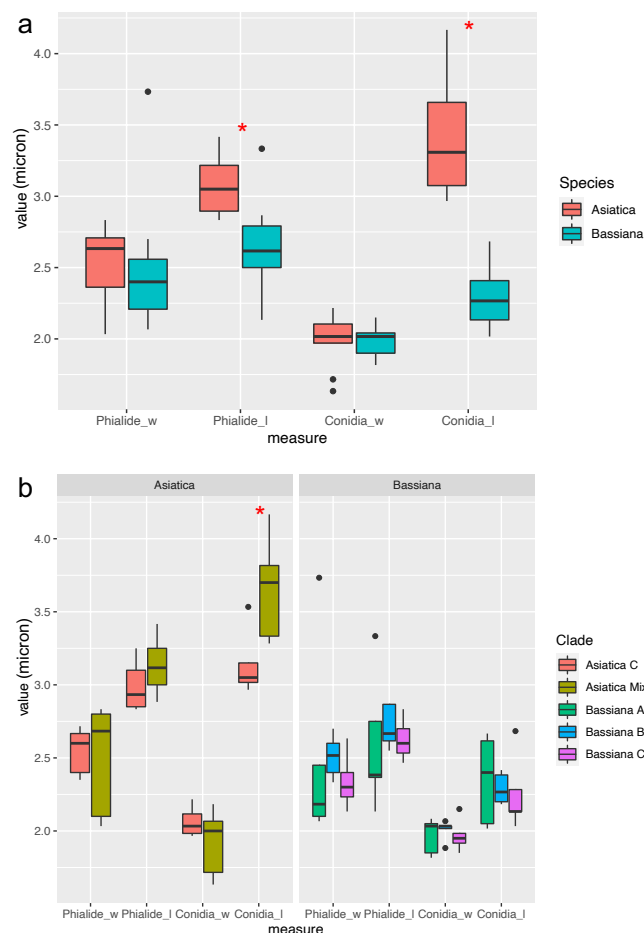 a
4.0
3.5
3.0
2.5
2.0
value (micron)
*
*
Phialide_w Phialide_l Conidia_w Conidia_l
measure
Species
Asiatica
Bassiana
b
Asiatica Bassiana
4.0
3.5
3.0
2.5
2.0
value (micron)
*
Phialide_w Phialide_l Conidia_w Conidia_l Phialide_w Phialide_l Conidia_w Conidia_l
measure
Clade
Asiatica C
Asiatica Mix
Bassiana A
Bassiana B
Bassiana C